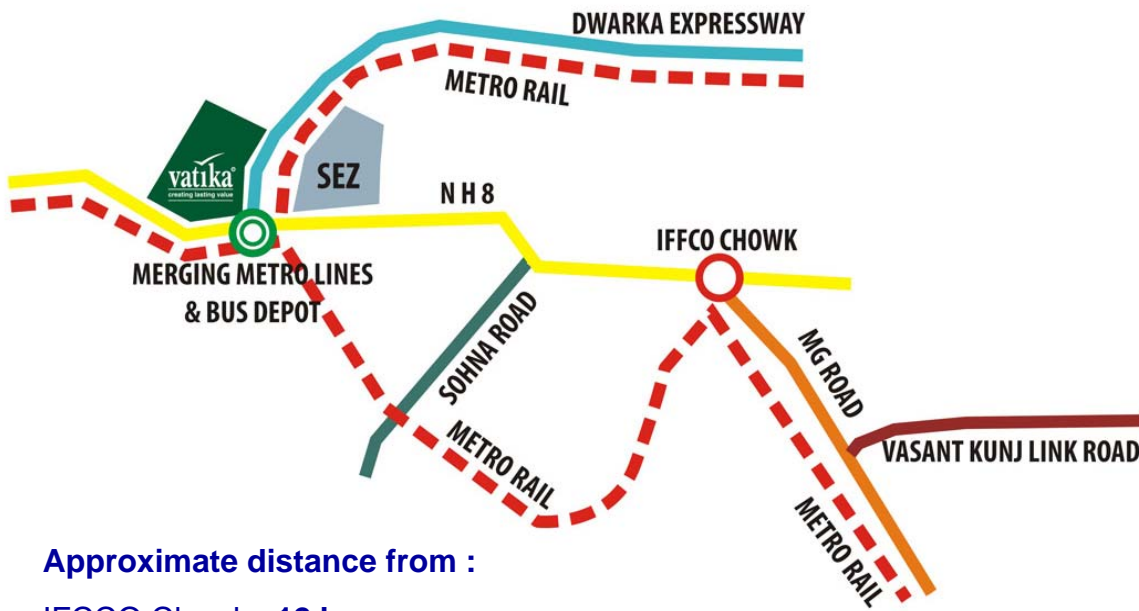 DWARKA EXPRESSWAY
METRO RAIL
vatika
creating lasting value
SEZ
N H 8
IFFCO CHOWK
MERGING METRO LINES
& BUS DEPOT
SOHNA ROAD
MG ROAD
METRO RAIL
VASANT KUNJ LINK ROAD
METRO RAIL
Approximate distance from :